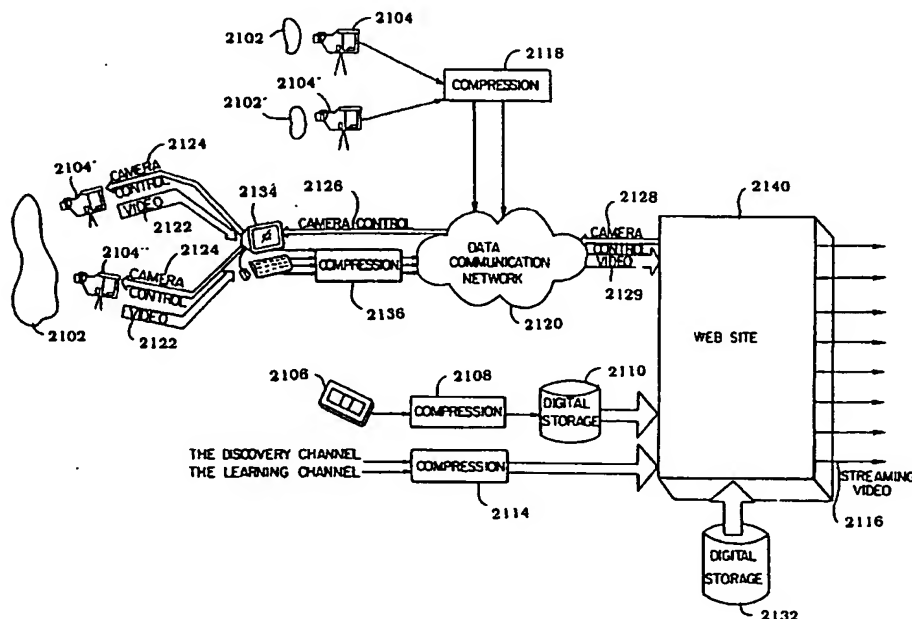 2102
2104
2118
COMPRESSION
2104'
2102'
2104'
2124
CAMERA
CONTROL
VIDEO
2122
2134
2126
CAMERA CONTROL
2128
CAMERA
CONTROL
VIDEO
2129
2140
DATA
COMMUNICATION
NETWORK
2120
2104''
2124
CAMERA
CONTROL
VIDEO
2122
2102
COMPRESSION
2136
WEB SITE
2106
2108
COMPRESSION
2110
DIGITAL
STORAGE
THE DISCOVERY CHANNEL
THE LEARNING CHANNEL
COMPRESSION
2114
STREAMING
VIDEO
2116
DIGITAL
STORAGE
2132